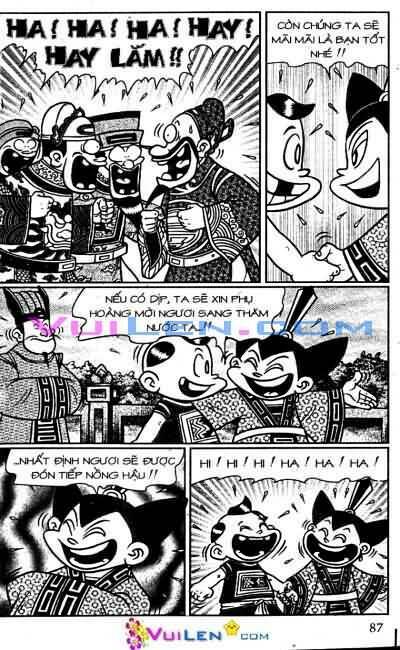 HA! HA! HA! HAY!
HAY LẮM!!
CÒN CHÚNG TA SẼ
MÃI MÃI LÀ BẠN TỐT
NHÉ!!
NẾU CÓ DỊP, TA SẼ XIN PHỤ
HOÀNG MỜI NGƯƠI SANG THĂM
NƯỚC TA!!
VUILEN.COM
...NHẤT ĐỊNH NGƯƠI SẼ ĐƯỢC
ĐÓN TIẾP NỒNG HẬU!!
HI! HI! HI! HA! HA! HA!
87
VUILEN.COM